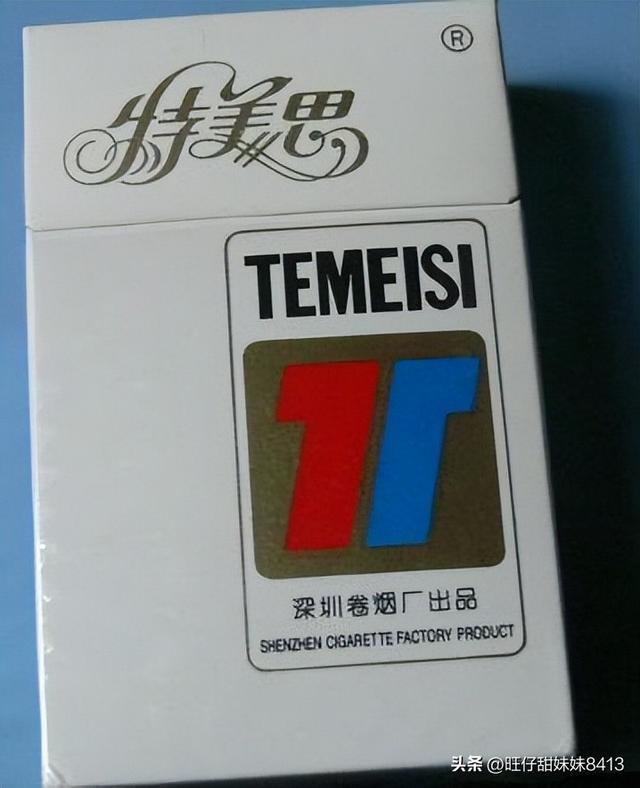 ®
特美思
TEMEISI
深圳卷烟厂出品
SHENZHEN CIGARETTE FACTORY PRODUCT
头条 @旺仔甜妹妹8413